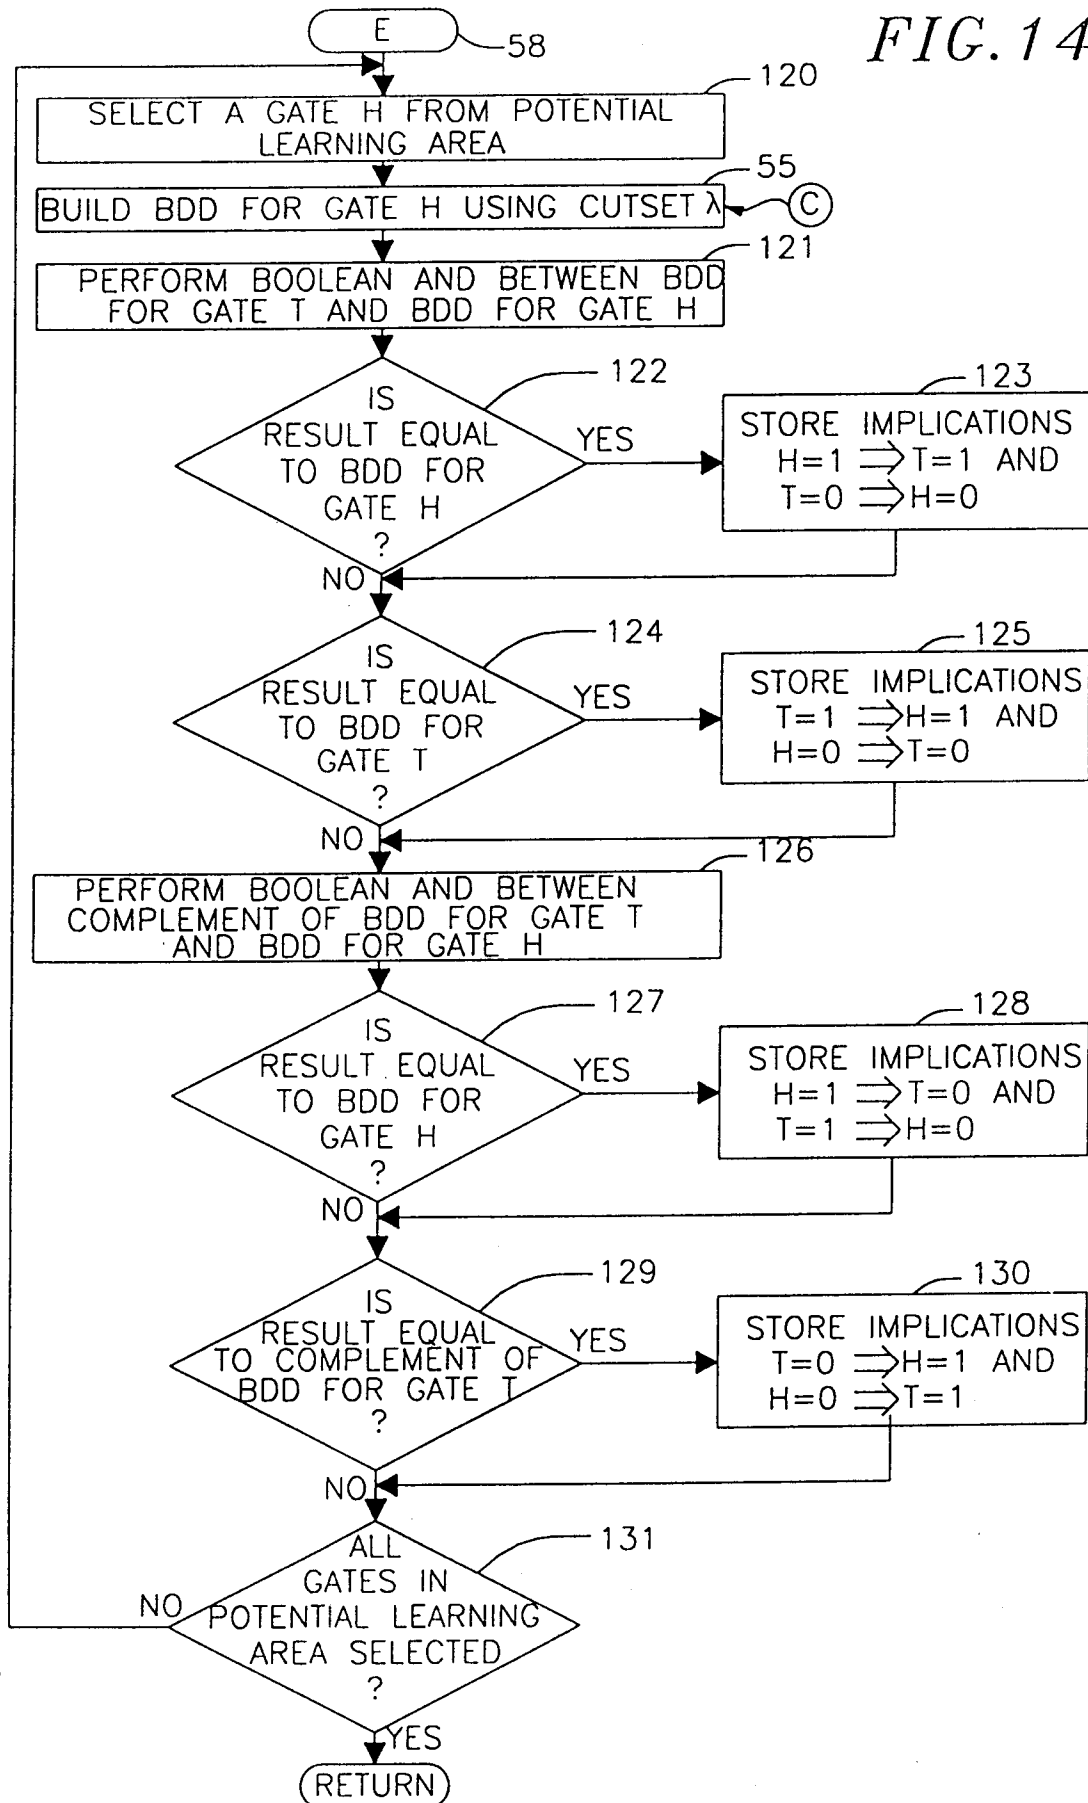 FIG. 14
E
58
120
SELECT A GATE H FROM POTENTIAL
LEARNING AREA
55
BUILD BDD FOR GATE H USING CUTSET λ
C
121
PERFORM BOOLEAN AND BETWEEN BDD
FOR GATE T AND BDD FOR GATE H
122
IS
RESULT EQUAL
TO BDD FOR
GATE H
?
YES
NO
123
STORE IMPLICATIONS
H=1 ⇒ T=1 AND
T=0 ⇒ H=0
124
IS
RESULT EQUAL
TO BDD FOR
GATE T
?
YES
NO
125
STORE IMPLICATIONS
T=1 ⇒ H=1 AND
H=0 ⇒ T=0
126
PERFORM BOOLEAN AND BETWEEN
COMPLEMENT OF BDD FOR GATE T
AND BDD FOR GATE H
127
IS
RESULT EQUAL
TO BDD FOR
GATE H
?
YES
NO
128
STORE IMPLICATIONS
H=1 ⇒ T=0 AND
T=1 ⇒ H=0
129
IS
RESULT EQUAL
TO COMPLEMENT OF
BDD FOR GATE T
?
YES
NO
130
STORE IMPLICATIONS
T=0 ⇒ H=1 AND
H=0 ⇒ T=1
131
ALL
GATES IN
POTENTIAL LEARNING
AREA SELECTED
?
NO
YES
RETURN